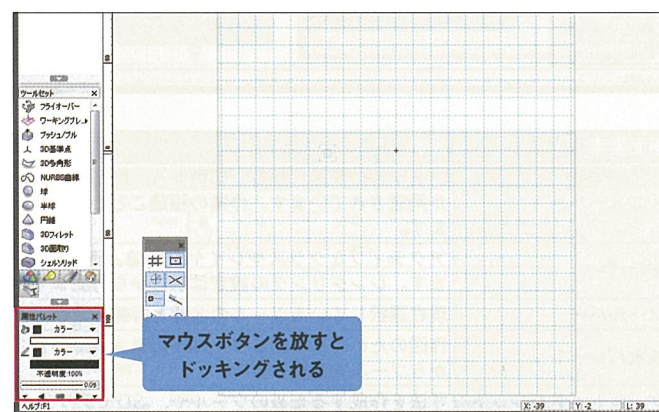 ツールセット
フライオーバー
ワーキングプレ
プッシュ/プル
3D基準点
3D多角形
NURBS曲線
球
半球
円錐
3Dフィレット
3D面取り
シェルソリッド
属性パレット
カラー
カラー
不透明度:100%
0.05
マウスボタンを放すと
ドッキングされる
ヘルプ:F1
X: -39
Y: -2
L: 39